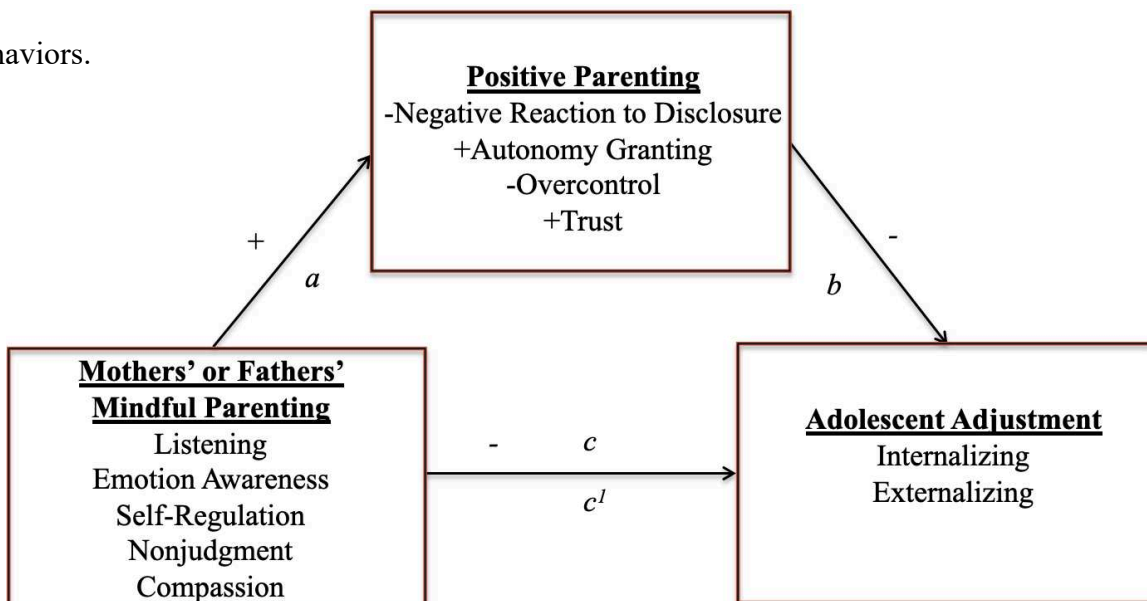 Positive Parenting
-Negative Reaction to Disclosure
+Autonomy Granting
-Overcontrol
+Trust
+
a
-
b
Mothers’ or Fathers’
Mindful Parenting
Listening
Emotion Awareness
Self-Regulation
Nonjudgment
Compassion
- c
c1
Adolescent Adjustment
Internalizing
Externalizing